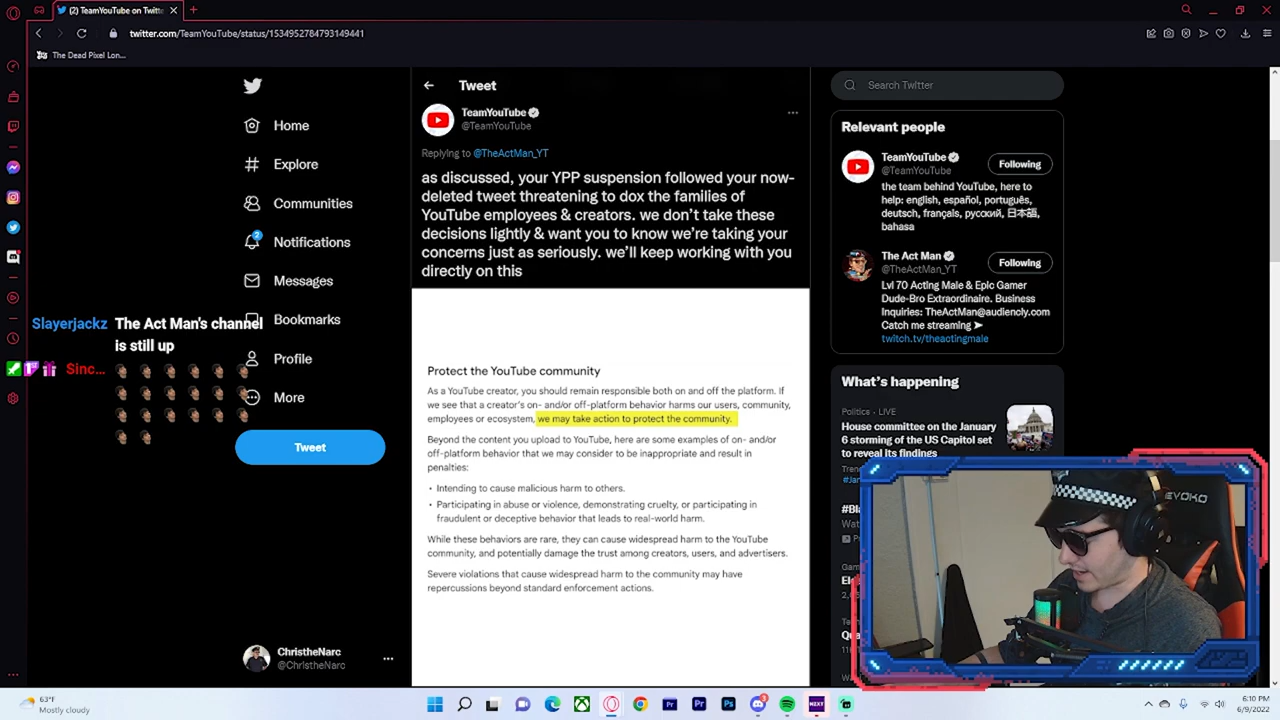 (2) TeamYouTube on Twitt
twitter.com/TeamYouTube/status/1534952784793149441
The Dead Pixel Lon...
Home
Explore
Communities
2
Notifications
Messages
Bookmarks
Profile
More
Tweet
Slayerjackz The Act Man's channel
is still up
Sinc...
ChristheNarc
@ChristheNarc
Tweet
TeamYouTube
@TeamYouTube
Replying to @TheActMan_YT
as discussed, your YPP suspension followed your now-
deleted tweet threatening to dox the families of
YouTube employees & creators. we don't take these
decisions lightly & want you to know we're taking your
concerns just as seriously. we'll keep working with you
directly on this
Protect the YouTube community
As a YouTube creator, you should remain responsible both on and off the platform. If
we see that a creator's on- and/or off-platform behavior harms our users, community,
employees or ecosystem, we may take action to protect the community.
Beyond the content you upload to YouTube, here are some examples of on- and/or
off-platform behavior that we may consider to be inappropriate and result in
penalties:
• Intending to cause malicious harm to others.
• Participating in abuse or violence, demonstrating cruelty, or participating in
fraudulent or deceptive behavior that leads to real-world harm.
While these behaviors are rare, they can cause widespread harm to the YouTube
community, and potentially damage the trust among creators, users, and advertisers.
Severe violations that cause widespread harm to the community may have
repercussions beyond standard enforcement actions.
Search Twitter
Relevant people
TeamYouTube
@TeamYouTube
Following
the team behind YouTube, here to
help: english, español, português,
deutsch, français, русский, 日本語,
bahasa
The Act Man
@TheActMan_YT
Following
Lvl 70 Acting Male & Epic Gamer
Dude-Bro Extraordinaire. Business
Inquiries: TheActMan@audiencly.com
Catch me streaming ➤
twitch.tv/theactingmale
What's happening
Politics · LIVE
House committee on the January
6 storming of the US Capitol set
to reveal its findings
EVOKO
63°F
Mostly cloudy
NEXT
6:10 PM
6/9/2022